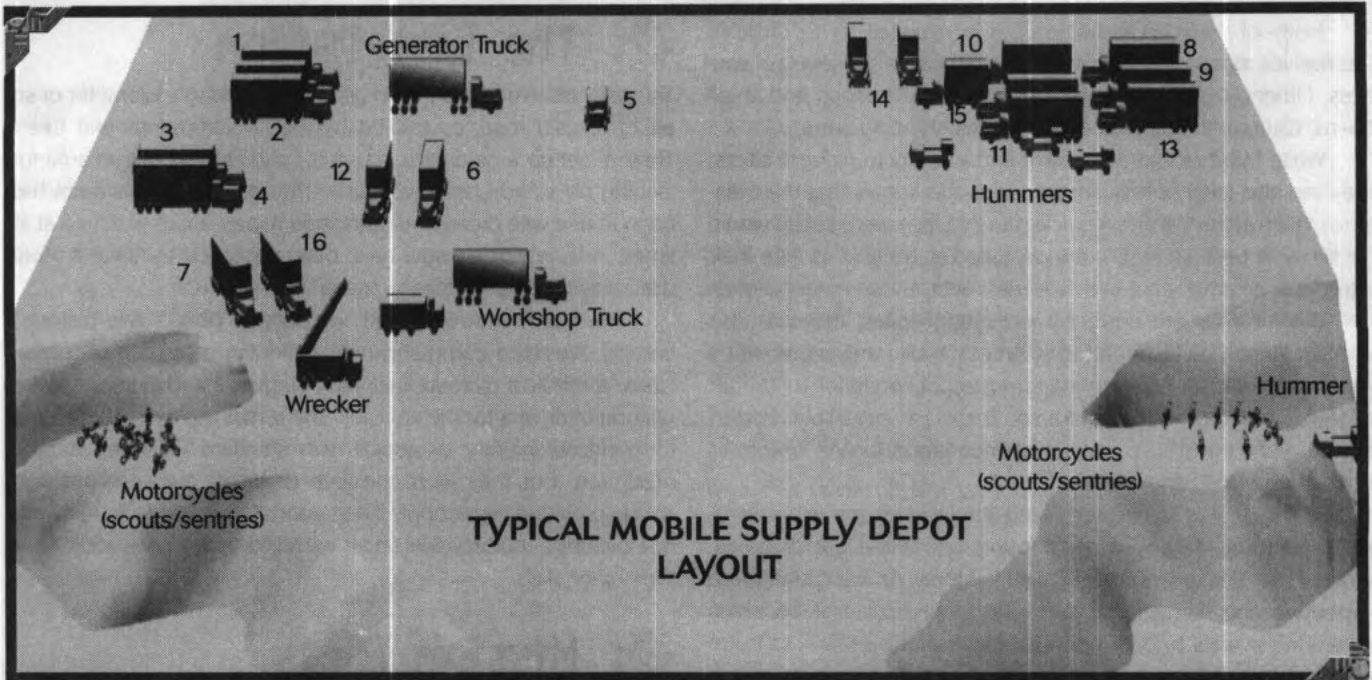 1
Generator Truck
10
8
9
2
5
14
15
3
11
13
12
6
4
Hummers
16
7
Workshop Truck
Wrecker
Hummer
Motorcycles
(scouts/sentries)
Motorcycles
(scouts/sentries)
TYPICAL MOBILE SUPPLY DEPOT
LAYOUT